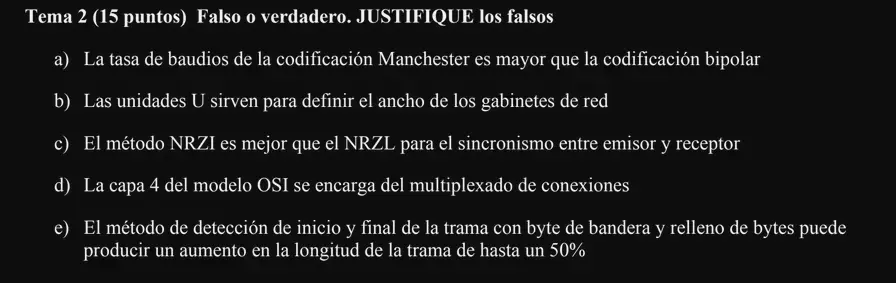 Tema 2 (15 puntos) Falso o verdadero. JUSTIFIQUE los falsos
a) La tasa de baudios de la codificación Manchester es mayor que la codificación bipolar
b) Las unidades U sirven para definir el ancho de los gabinetes de red
c) El método NRZI es mejor que el NRZL para el sincronismo entre emisor y receptor
d) La capa 4 del modelo OSI se encarga del multiplexado de conexiones
e) El método de detección de inicio y final de la trama con byte de bandera y relleno de bytes puede
producir un aumento en la longitud de la trama de hasta un 50%